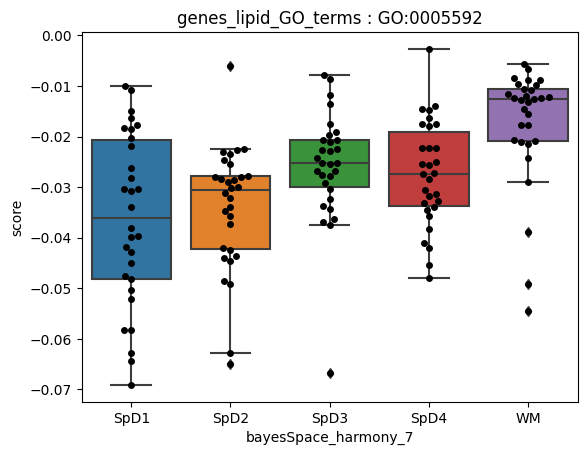 genes_lipid_GO_terms : GO:0005592
0.00
−0.01
−0.02
−0.03
−0.04
−0.05
−0.06
−0.07
score
SpD1 SpD2 SpD3 SpD4 WM
bayesSpace_harmony_7